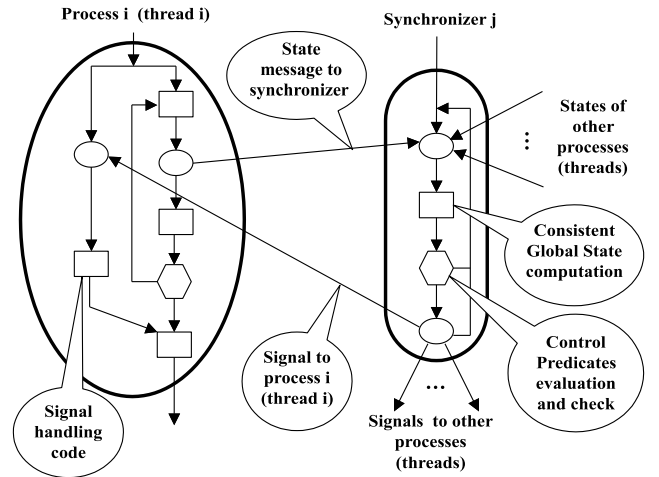 Process i (thread i)
Synchronizer j
State
message to
synchronizer
States of
other
processes
(threads)
...
Consistent
Global State
computation
Control
Predicates
evaluation
and check
Signal to
process i
(thread i)
Signal
handling
code
...
Signals to other
processes
(threads)